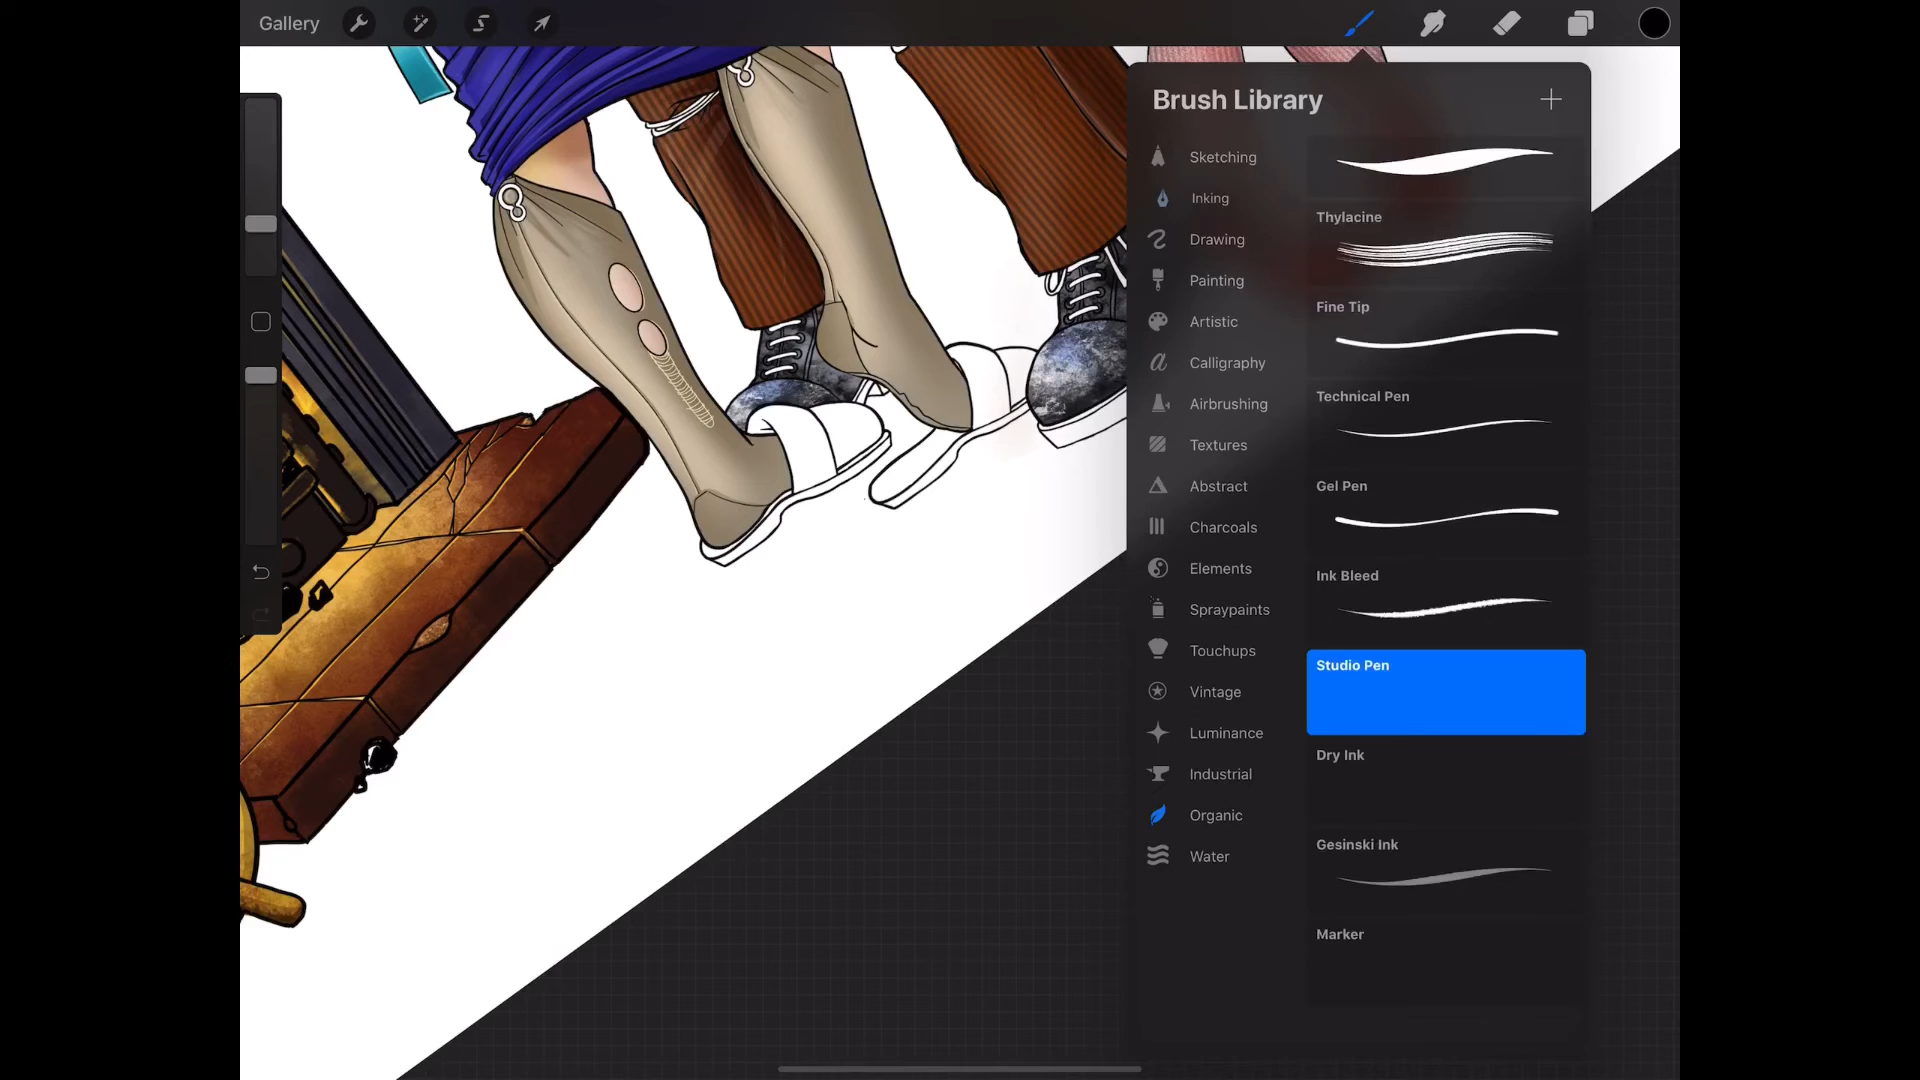 Gallery
Brush Library
Sketching
Inking
Drawing
Painting
Artistic
Calligraphy
Airbrushing
Textures
Abstract
Charcoals
Elements
Spraypaints
Touchups
Vintage
Luminance
Industrial
Organic
Water
Thylacine
Fine Tip
Technical Pen
Gel Pen
Ink Bleed
Studio Pen
Dry Ink
Gesinski Ink
Marker